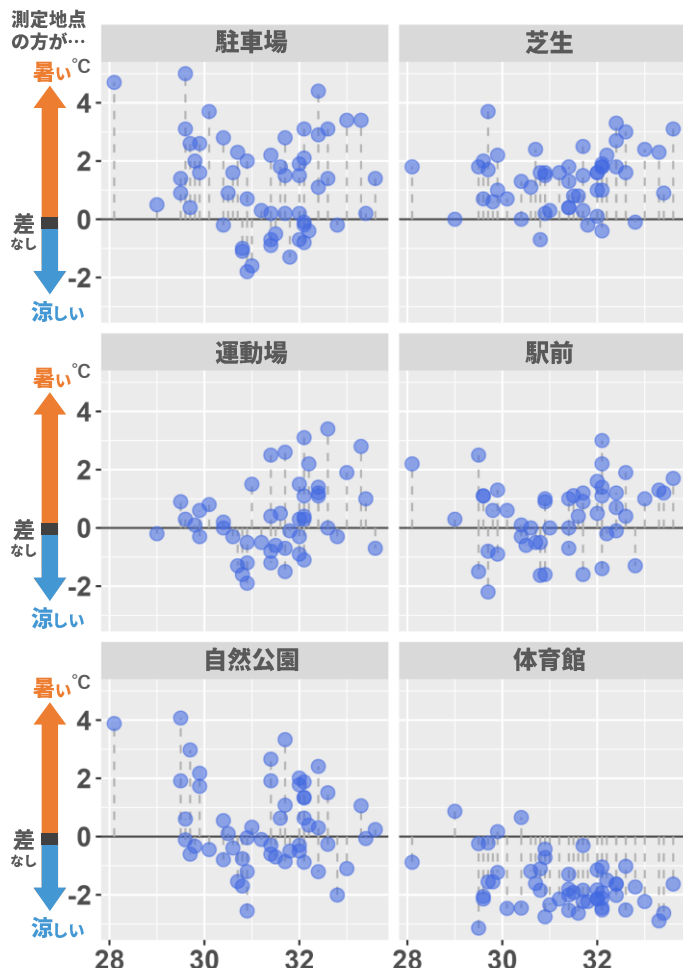 測定地点
の方が…
暑い℃
差
なし
涼しい
駐車場
4
2
0
-2
芝生
暑い℃
差
なし
涼しい
運動場
4
2
0
-2
駅前
暑い℃
差
なし
涼しい
自然公園
4
2
0
-2
体育館
28 30 32
28 30 32